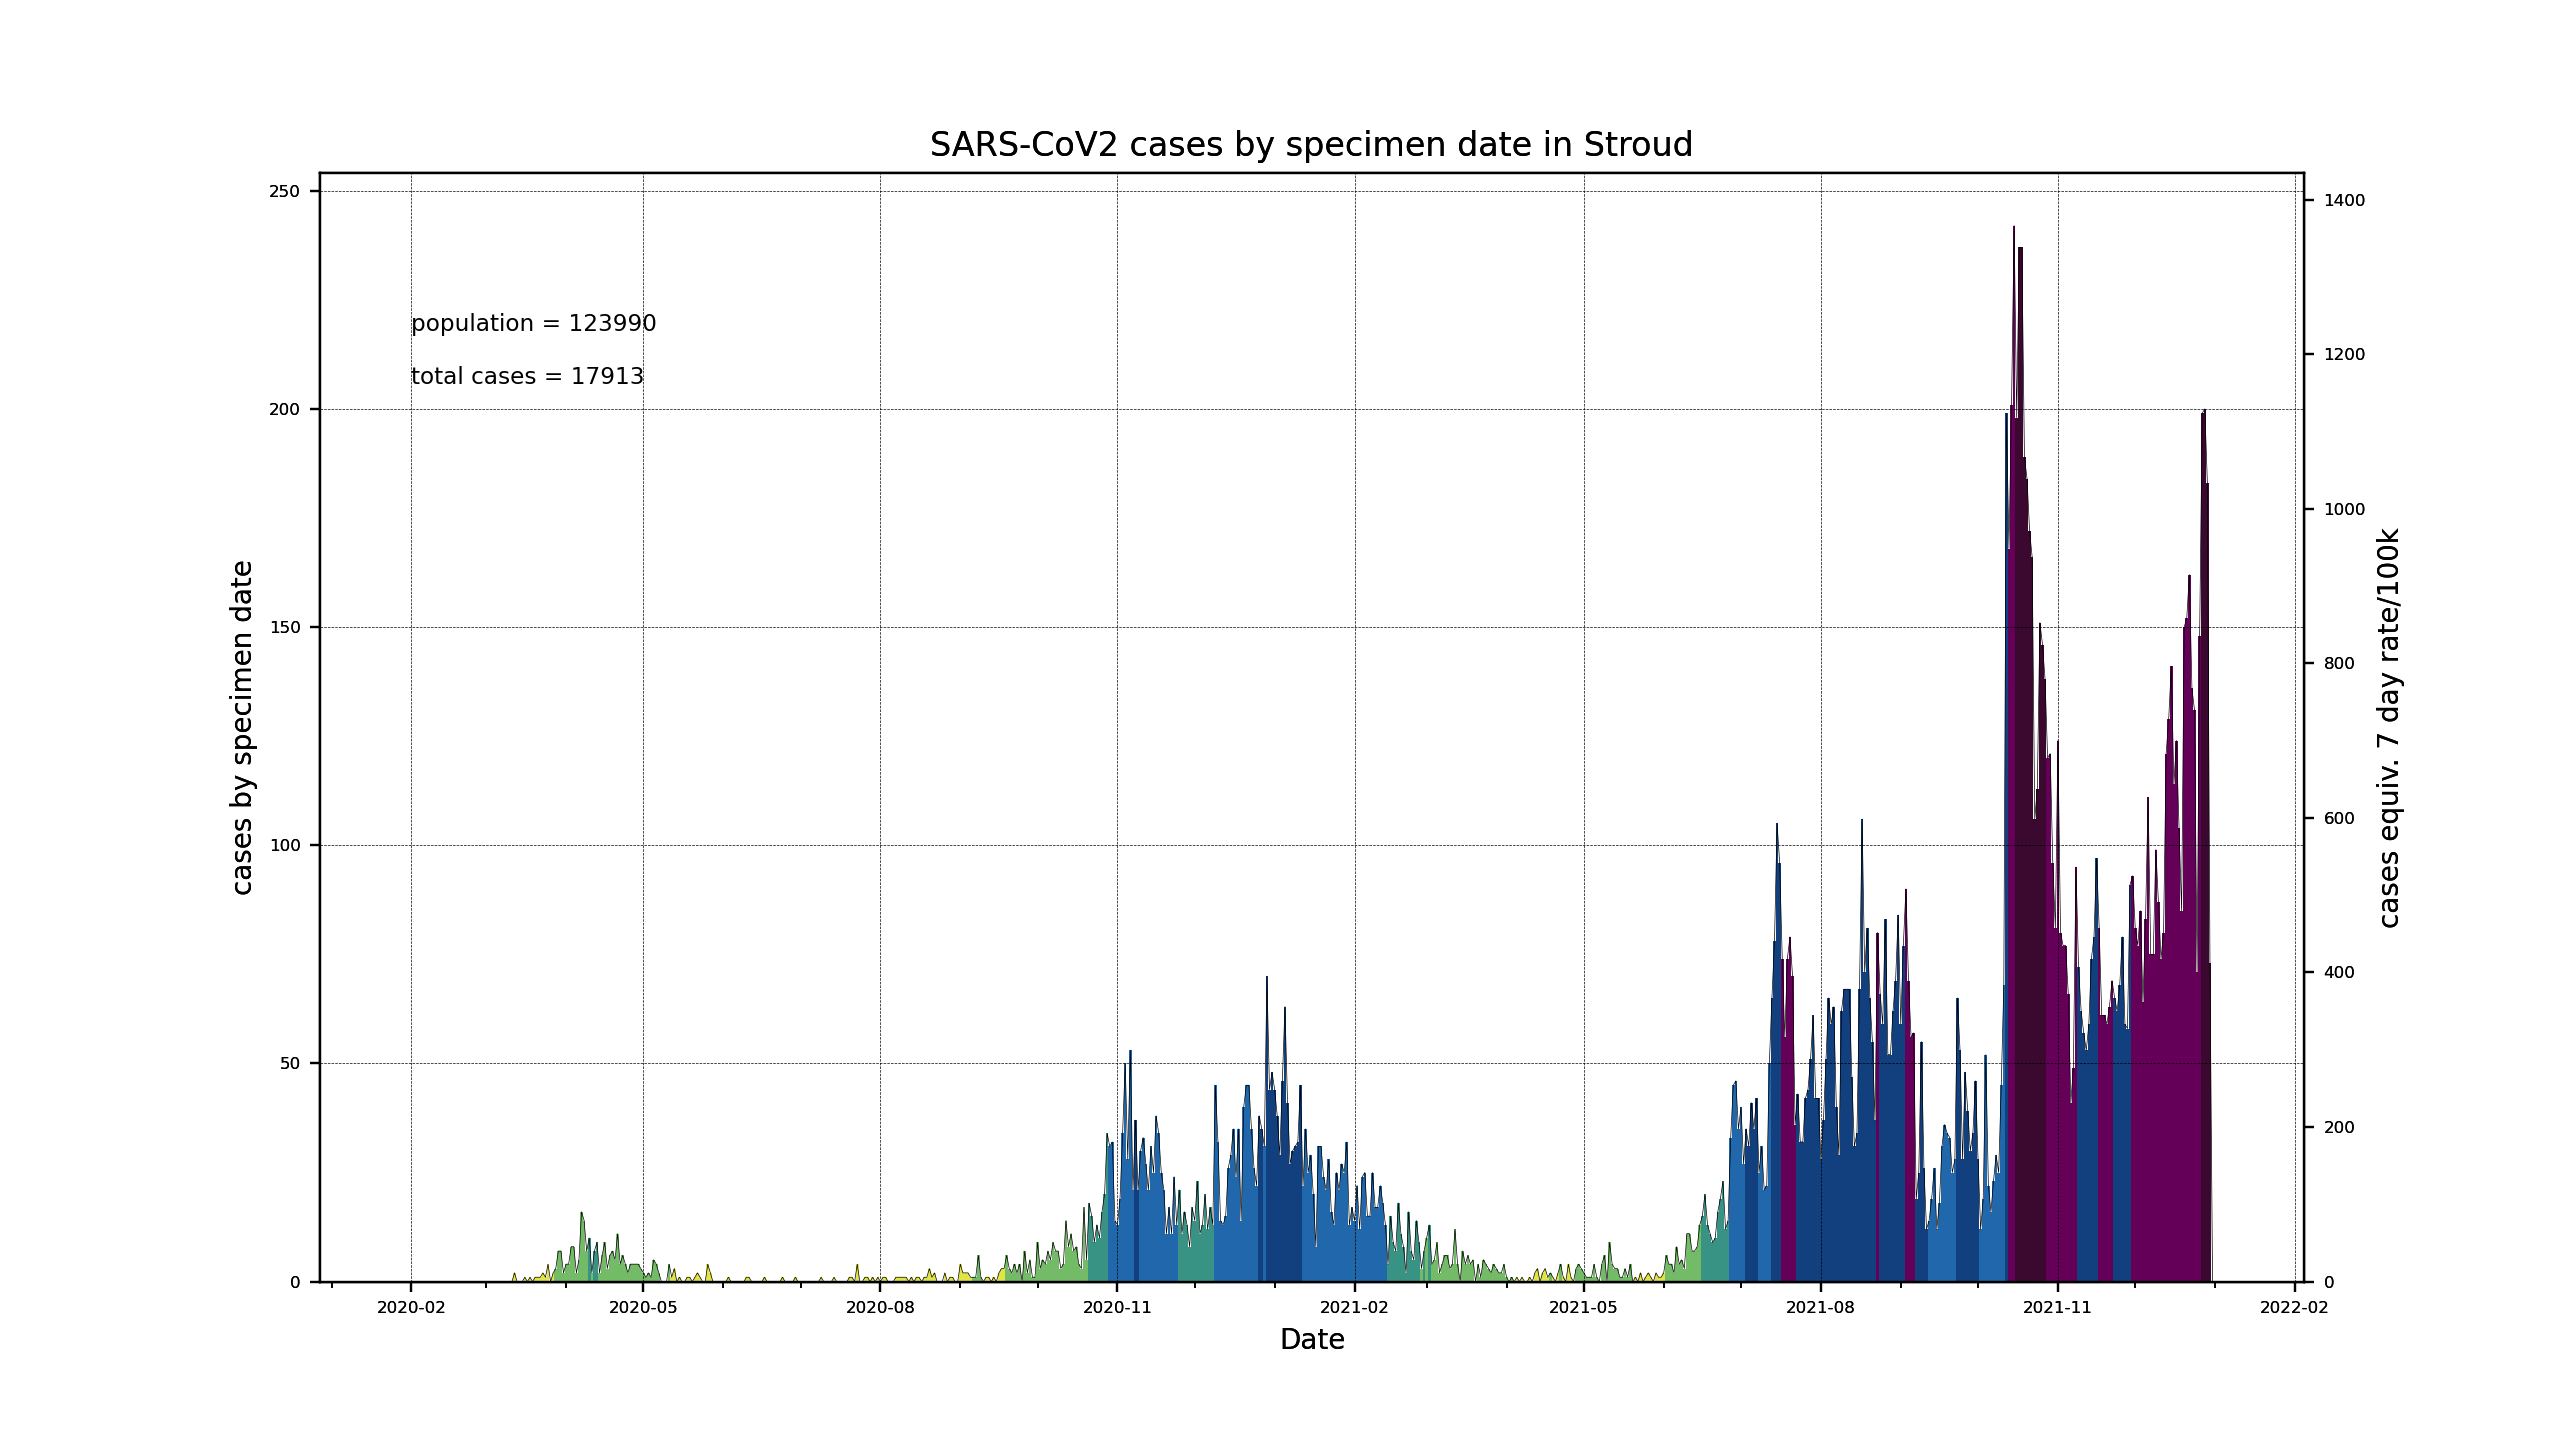 SARS-CoV2 cases by specimen date in Stroud
250
200
150
100
50
0
cases by specimen date
population = 123990
total cases = 17913
1400
1200
1000
800
600
400
200
0
cases equiv. 7 day rate/100k
2020-02 2020-05 2020-08 2020-11 2021-02 2021-05 2021-08 2021-11 2022-02
Date